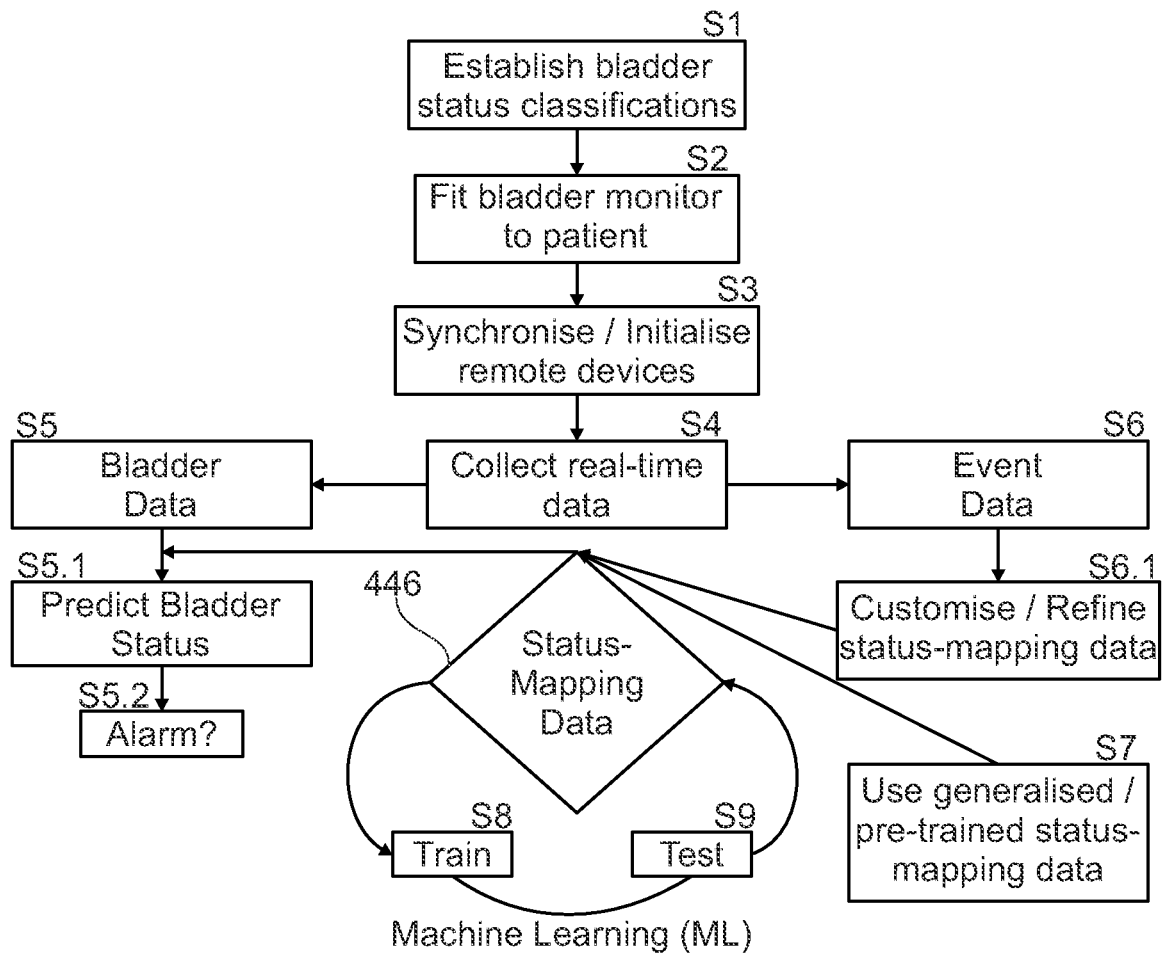 S1
Establish bladder
status classifications
S2
Fit bladder monitor
to patient
S3
Synchronise / Initialise
remote devices
S5
Bladder
Data
S4
Collect real-time
data
S6
Event
Data
S5.1
Predict Bladder
Status
446
Status-
Mapping
Data
S6.1
Customise / Refine
status-mapping data
S5.2
Alarm?
S7
Use generalised /
pre-trained status-
mapping data
S8
Train
S9
Test
Machine Learning (ML)